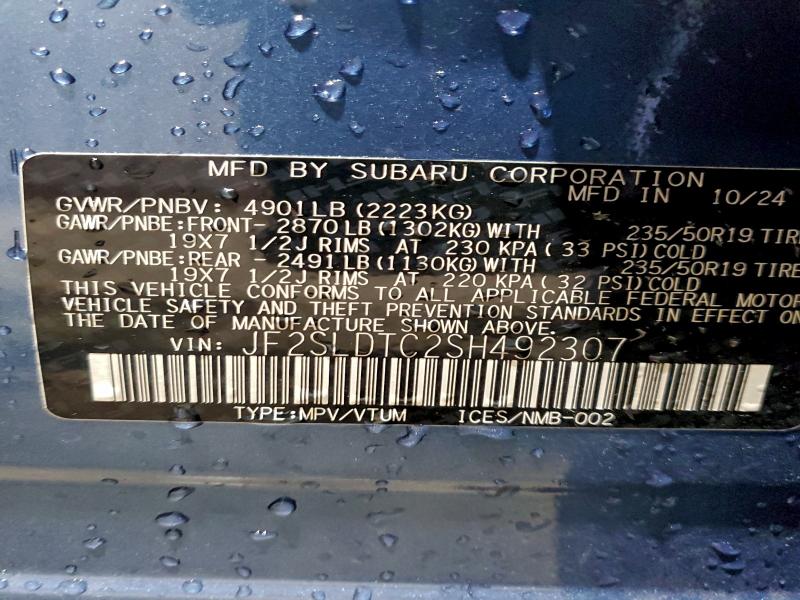 MFD BY SUBARU CORPORATION
MFD IN 10/24
GVWR/PNBV: 4901LB (2223KG)
GAWR/PNBE: FRONT- 2870LB (1302KG) WITH 235/50R19 TIRE
19X7 1/2J RIMS AT 230 KPA ( 33 PSI) COLD
GAWR/PNBE: REAR - 2491LB (1130KG) WITH 235/50R19 TIRE
19X7 1/2J RIMS AT 220 KPA ( 32 PSI) COLD
THIS VEHICLE CONFORMS TO ALL APPLICABLE FEDERAL MOTOR
VEHICLE SAFETY AND THEFT PREVENTION STANDARDS IN EFFECT ON
THE DATE OF MANUFACTURE SHOWN ABOVE.
VIN: JF2SLDTC2SH492307
TYPE:MPV/VTUM ICES/NMB-002